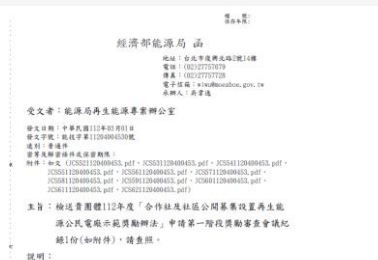 檔　　號：
保存年限：
經濟部能源局 函
地址：台北市復興北路2號14樓
電話：(02)27757679
傳真：(02)27757728
電子信箱：
承辦人：
受文者：能源局再生能源專案辦公室
發文日期：中華民國112年03月01日
發文字號：能技字第11204004530號
速別：普通件
密等及解密條件或保密期限：
附件：如文 (JCS521120400453.pdf、JCS531120400453.pdf、JCS541120400453.pdf、
JCS551120400453.pdf、JCS561120400453.pdf、JCS571120400453.pdf、
JCS581120400453.pdf、JCS591120400453.pdf、JCS601120400453.pdf、
JCS611120400453.pdf、JCS621120400453.pdf)
主旨：檢送貴團體112年度「合作社及社區公開募集設置再生能
源公民電廠示範獎勵辦法」申請第一階段獎勵審查會議紀
錄1份(如附件)，請查照。
說明：